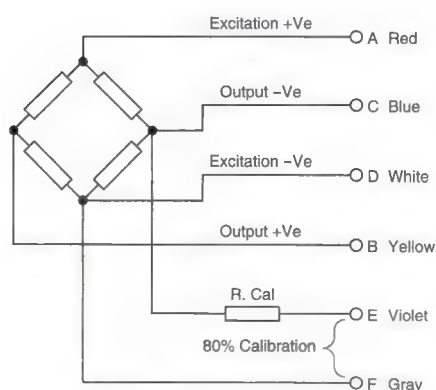 Excitation +Ve
A Red
Output −Ve
C Blue
Excitation −Ve
D White
Output +Ve
B Yellow
R. Cal
E Violet
80% Calibration
F Gray